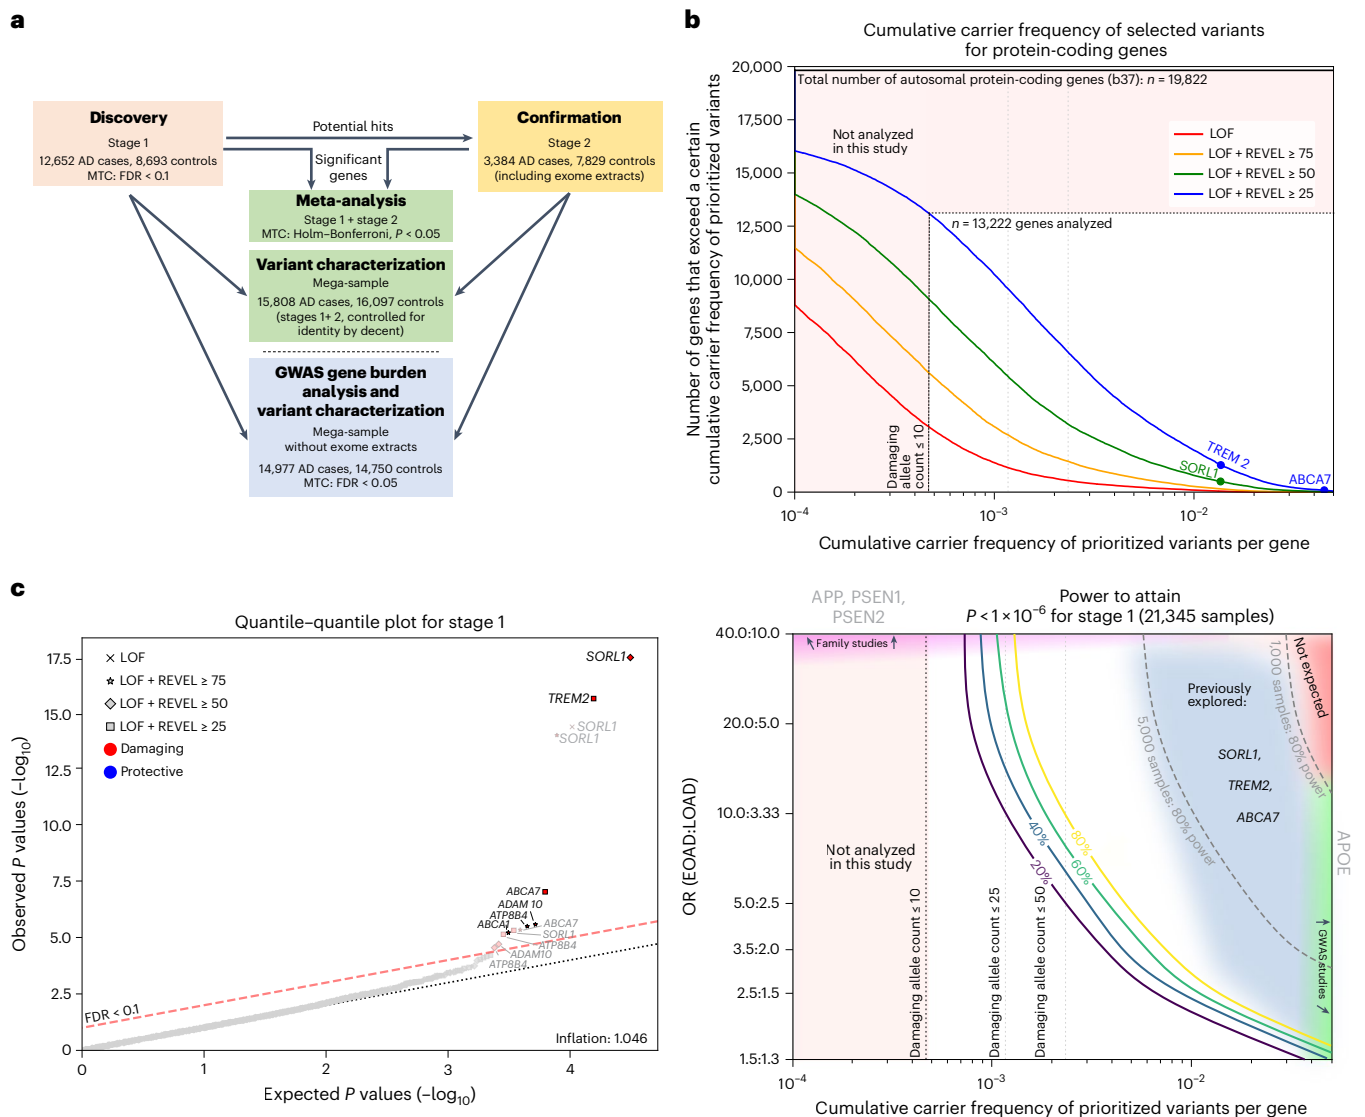 a
Discovery
Stage 1
12,652 AD cases, 8,693 controls
MTC: FDR < 0.1
Potential hits
Significant
genes
Confirmation
Stage 2
3,384 AD cases, 7,829 controls
(including exome extracts)
Meta-analysis
Stage 1 + stage 2
MTC: Holm–Bonferroni, P < 0.05
Variant characterization
Mega-sample
15,808 AD cases, 16,097 controls
(stages 1+ 2, controlled for
identity by decent)
GWAS gene burden
analysis and
variant characterization
Mega-sample
without exome extracts
14,977 AD cases, 14,750 controls
MTC: FDR < 0.05
b
Cumulative carrier frequency of selected variants
for protein-coding genes
Number of genes that exceed a certain
cumulative carrier frequency of prioritized variants
20,000
17,500
15,000
12,500
10,000
7,500
5,000
2,500
0
Total number of autosomal protein-coding genes (b37): n = 19,822
Not analyzed
in this study
LOF
LOF + REVEL ≥ 75
LOF + REVEL ≥ 50
LOF + REVEL ≥ 25
n = 13,222 genes analyzed
Damaging
allele
count ≤ 10
TREM 2
SORL1
ABCA7
10⁻⁴
10⁻³
10⁻²
Cumulative carrier frequency of prioritized variants per gene
c
Quantile–quantile plot for stage 1
Observed P values (–log₁₀)
17.5
15.0
12.5
10.0
7.5
5.0
2.5
0
LOF
LOF + REVEL ≥ 75
LOF + REVEL ≥ 50
LOF + REVEL ≥ 25
Damaging
Protective
SORL1
TREM2
SORL1
SORL1
ABCA7
ADAM 10
ATP8B4
ABCA1
ABCA7
SORL1
ATP8B4
ADAM10
ATP8B4
FDR < 0.1
Inflation: 1.046
0
1
2
3
4
Expected P values (–log₁₀)
APP, PSEN1,
PSEN2
Power to attain
P < 1 × 10⁻⁶ for stage 1 (21,345 samples)
OR (EOAD:LOAD)
40.0:10.0
20.0:5.0
10.0:3.33
5.0:2.5
3.5:2.0
2.5:1.5
1.5:1.3
Family studies
Not analyzed
in this study
Damaging allele count ≤ 10
Damaging allele count ≤ 25
Damaging allele count ≤ 50
20%
40%
60%
80%
5,000 samples: 80% power
1,000 samples: 80% power
Previously
explored:
SORL1,
TREM2,
ABCA7
Not expected
GWAS studies
APOE
10⁻⁴
10⁻³
10⁻²
Cumulative carrier frequency of prioritized variants per gene